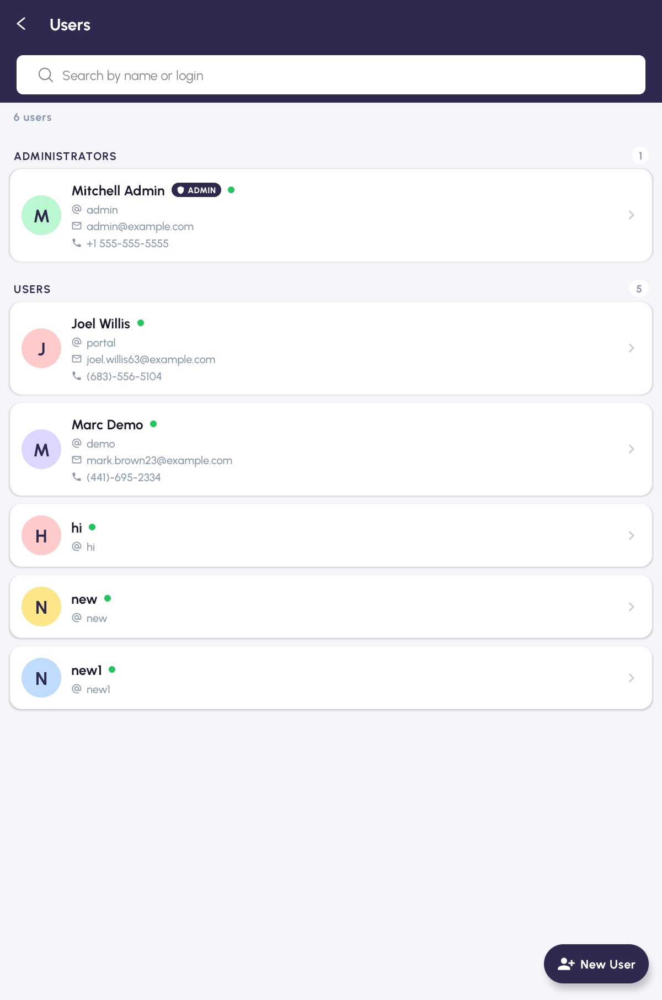 Users
Search by name or login
6 users
ADMINISTRATORS 1
M
Mitchell Admin ADMIN
admin
admin@example.com
+1 555-555-5555
USERS 5
J
Joel Willis
portal
joel.willis63@example.com
(683)-556-5104
M
Marc Demo
demo
mark.brown23@example.com
(441)-695-2334
H
hi
hi
N
new
new
N
new1
new1
New User